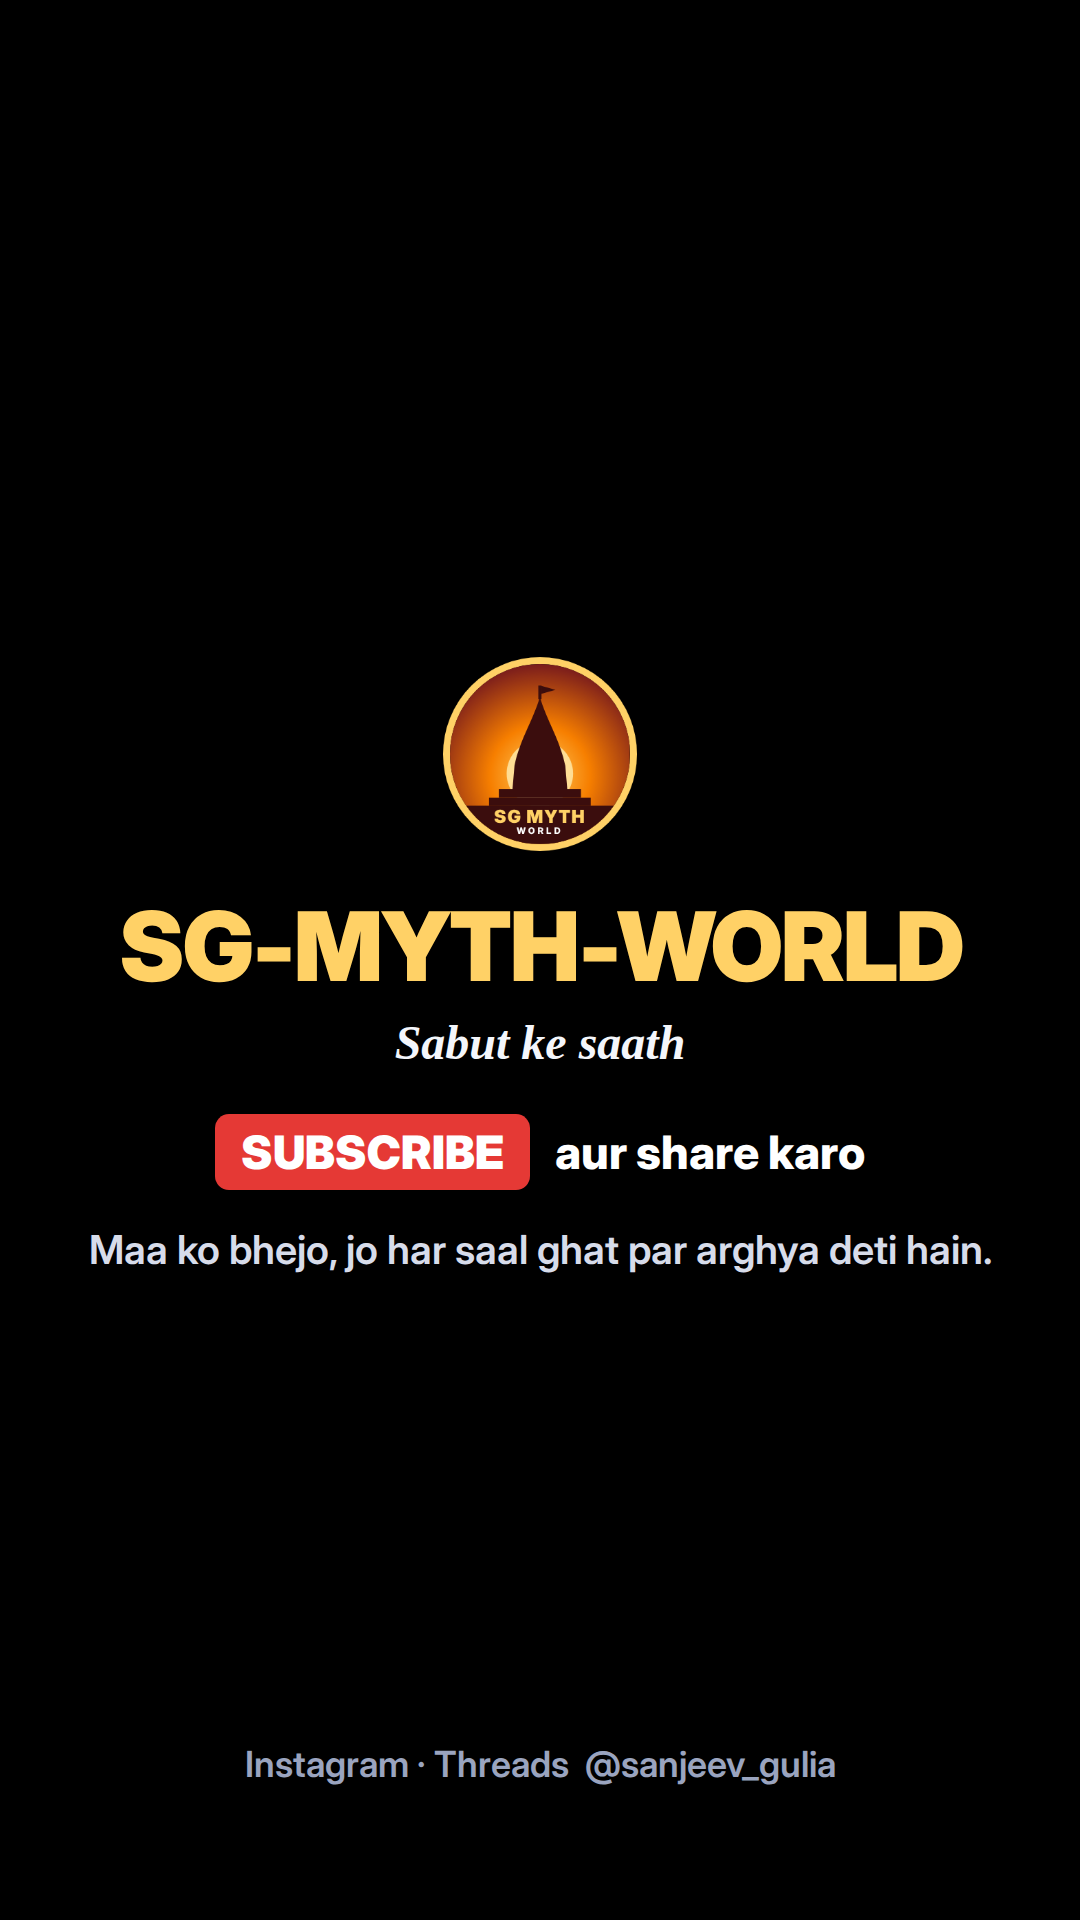 SG MYTH
WORLD
SG-MYTH-WORLD
Sabut ke saath
SUBSCRIBE aur share karo
Maa ko bhejo, jo har saal ghat par arghya deti hain.
Instagram · Threads @sanjeev_gulia